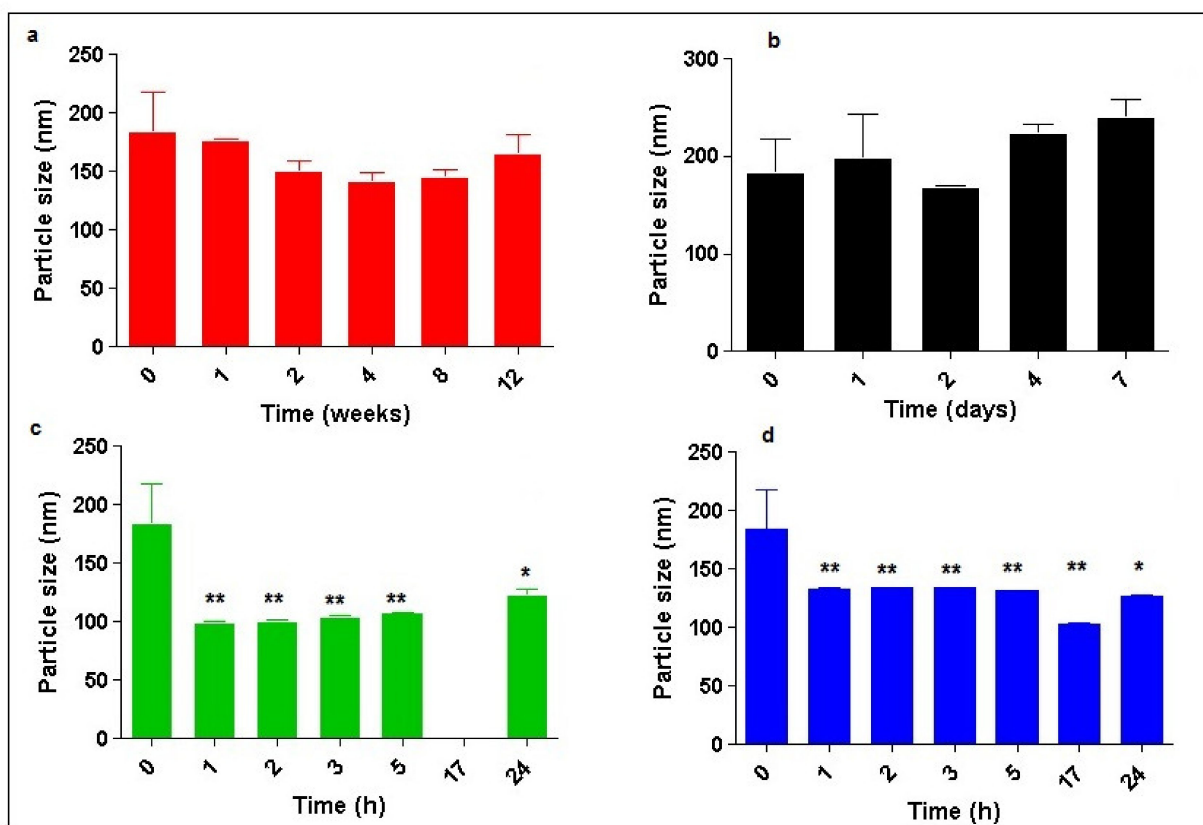 a
250
200
150
100
50
0
Particle size (nm)
0 1 2 4 8 12
Time (weeks)
b
300
200
100
0
Particle size (nm)
0 1 2 4 7
Time (days)
c
250
200
150
100
50
0
Particle size (nm)
** ** ** ** *
0 1 2 3 5 17 24
Time (h)
d
250
200
150
100
50
0
Particle size (nm)
** ** ** ** ** *
0 1 2 3 5 17 24
Time (h)